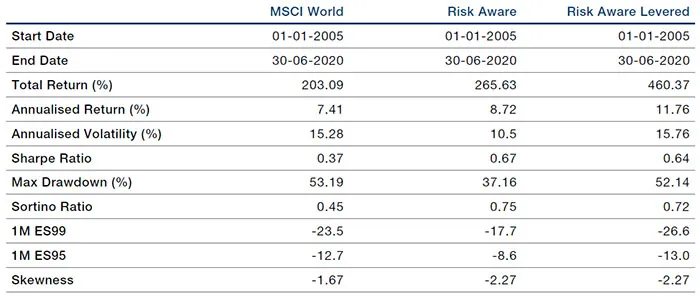 MSCI World Risk Aware Risk Aware Levered
Start Date 01-01-2005 01-01-2005 01-01-2005
End Date 30-06-2020 30-06-2020 30-06-2020
Total Return (%) 203.09 265.63 460.37
Annualised Return (%) 7.41 8.72 11.76
Annualised Volatility (%) 15.28 10.5 15.76
Sharpe Ratio 0.37 0.67 0.64
Max Drawdown (%) 53.19 37.16 52.14
Sortino Ratio 0.45 0.75 0.72
1M ES99 -23.5 -17.7 -26.6
1M ES95 -12.7 -8.6 -13.0
Skewness -1.67 -2.27 -2.27